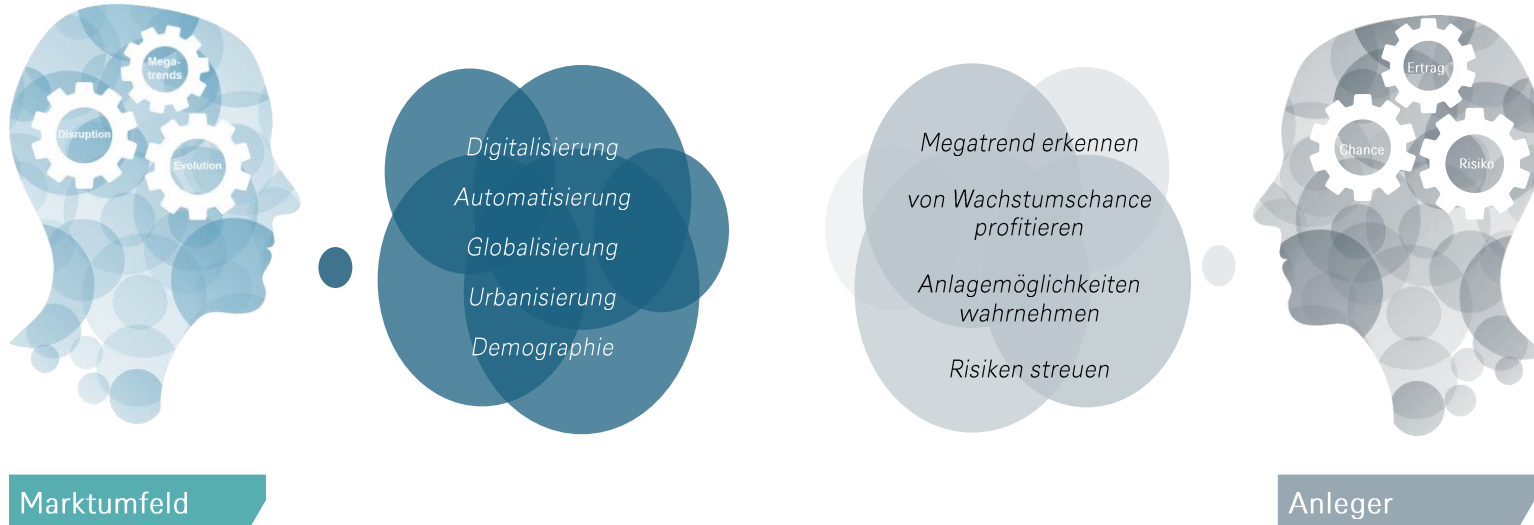 Mega-
trends
Disruption
Evolution
Digitalisierung
Automatisierung
Globalisierung
Urbanisierung
Demographie
Marktumfeld
Megatrend erkennen
von Wachstumschance
profitieren
Anlagemöglichkeiten
wahrnehmen
Risiken streuen
Ertrag
Chance
Risiko
Anleger